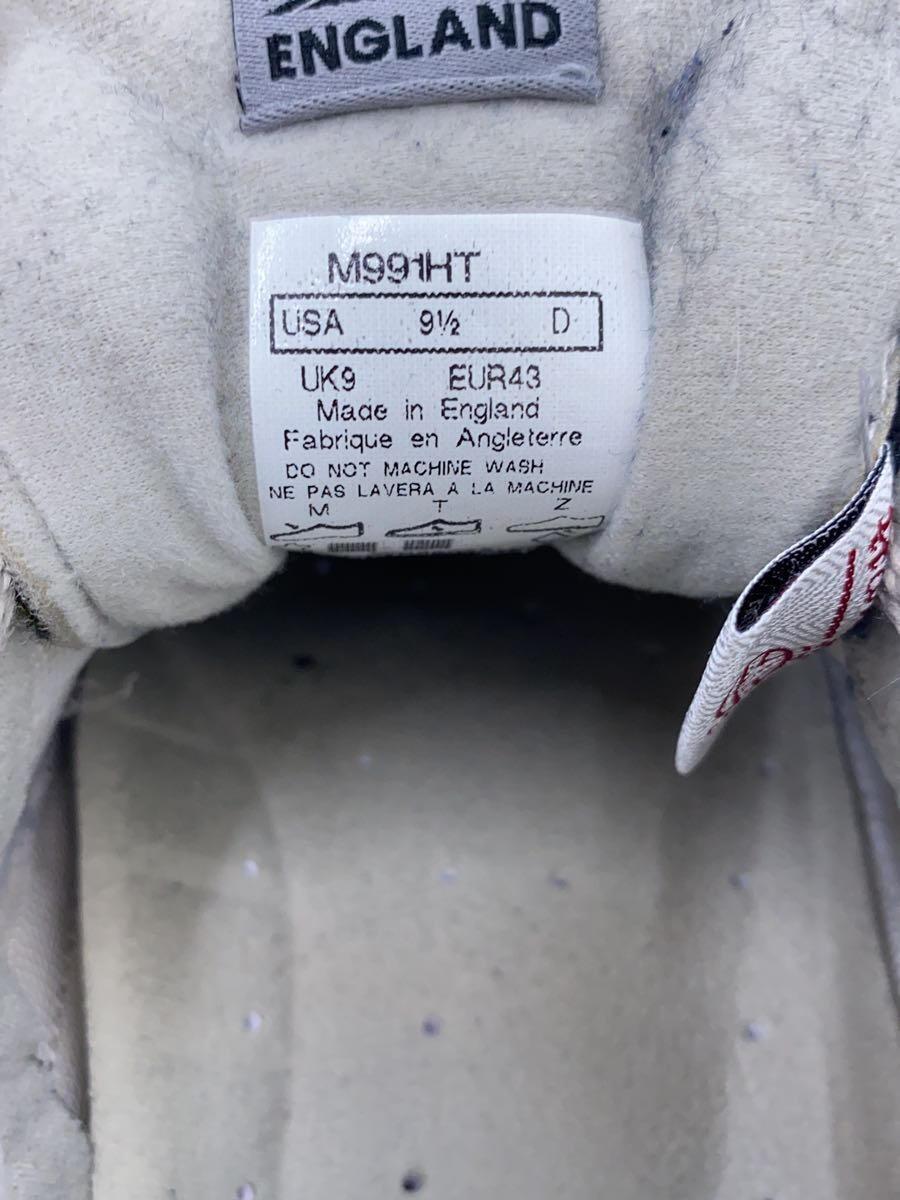 ENGLAND
M991HT
USA 9½ D
UK9 EUR43
Made in England
Fabrique en Angleterre
DO NOT MACHINE WASH
NE PAS LAVERA A LA MACHINE
M T Z